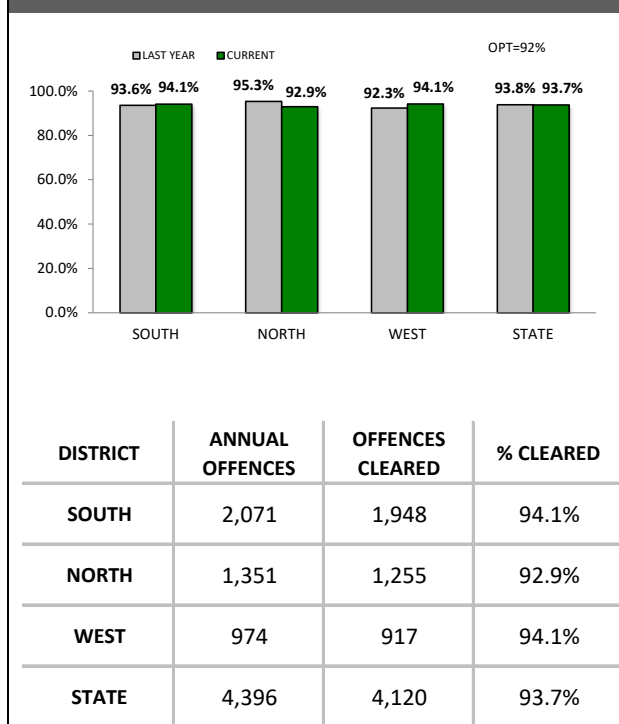 OPT=92%
LAST YEAR CURRENT
93.6% 94.1% 95.3% 92.9% 92.3% 94.1% 93.8% 93.7%
100.0%
80.0%
60.0%
40.0%
20.0%
0.0%
SOUTH NORTH WEST STATE
DISTRICT ANNUAL OFFENCES OFFENCES CLEARED % CLEARED
SOUTH 2,071 1,948 94.1%
NORTH 1,351 1,255 92.9%
WEST 974 917 94.1%
STATE 4,396 4,120 93.7%